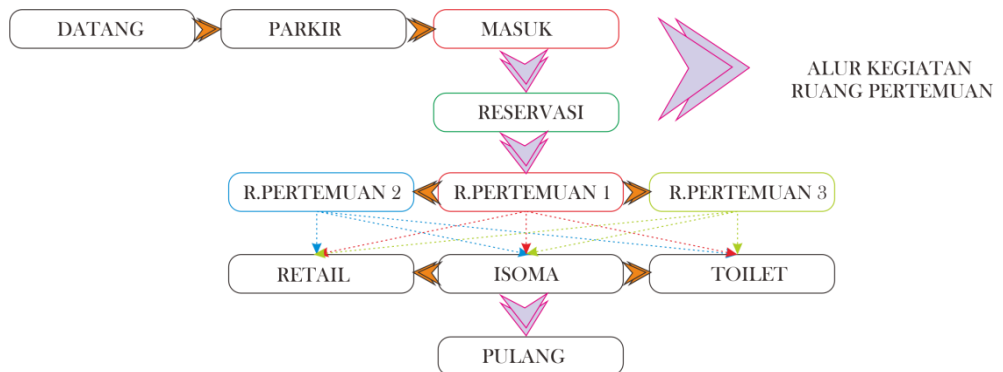 DATANG
PARKIR
MASUK
ALUR KEGIATAN
RUANG PERTEMUAN
RESERVASI
R.PERTEMUAN 2
R.PERTEMUAN 1
R.PERTEMUAN 3
RETAIL
ISOMA
TOILET
PULANG